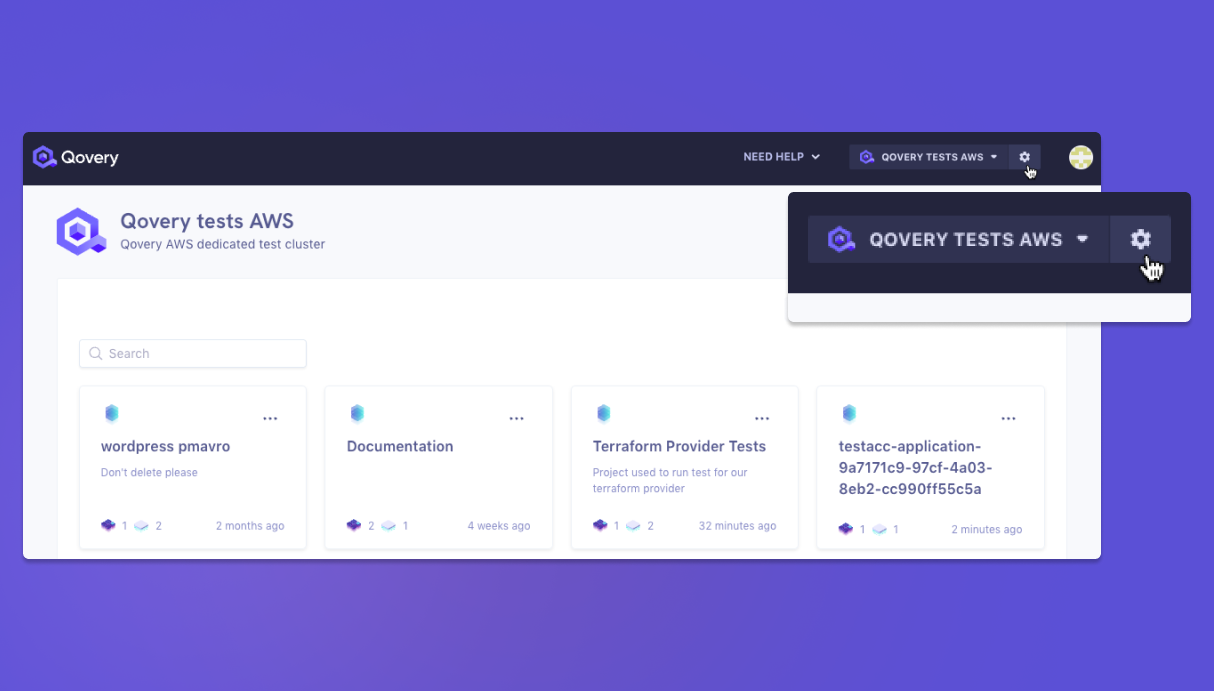 Qovery
NEED HELP
QOVERY TESTS AWS
Qovery tests AWS
Qovery AWS dedicated test cluster
QOVERY TESTS AWS
Search
wordpress pmavro
Don't delete please
1 2 2 months ago
Documentation
2 1 4 weeks ago
Terraform Provider Tests
Project used to run test for our
terraform provider
1 2 32 minutes ago
testacc-application-
9a7171c9-97cf-4a03-
8eb2-cc990ff55c5a
1 1 2 minutes ago